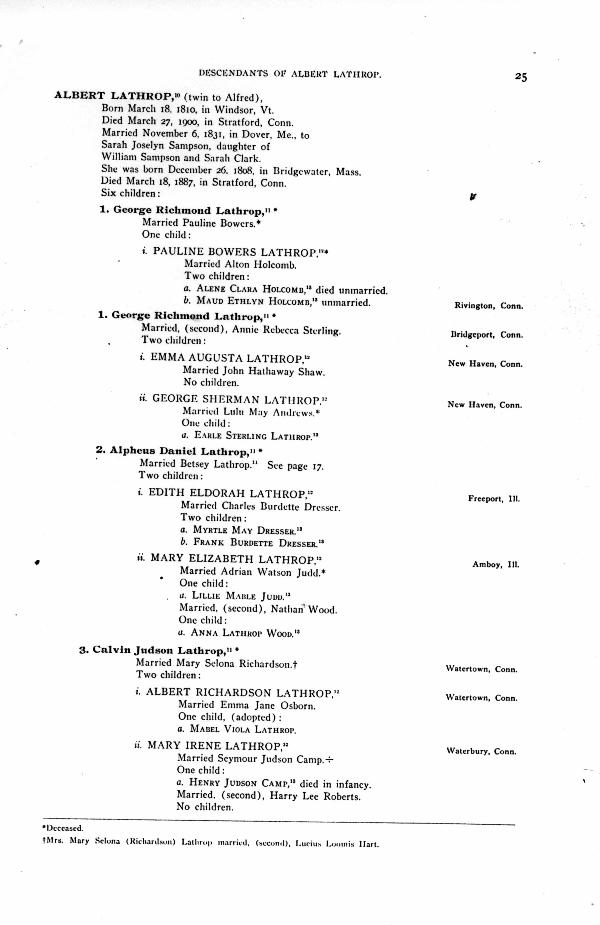 DESCENDANTS OF ALBERT LATHROP. 25
ALBERT LATHROP,¹⁰ (twin to Alfred),
Born March 18, 1810, in Windsor, Vt.
Died March 27, 1900, in Stratford, Conn.
Married November 6, 1831, in Dover, Me., to
Sarah Joselyn Sampson, daughter of
William Sampson and Sarah Clark.
She was born December 26, 1808, in Bridgewater, Mass.
Died March 18, 1887, in Stratford, Conn.
Six children:
1. George Richmond Lathrop,¹¹*
Married Pauline Bowers.*
One child:
i. PAULINE BOWERS LATHROP,¹²*
Married Alton Holcomb.
Two children:
a. ALENE CLARA HOLCOMB,¹³ died unmarried.
b. MAUD ETHLYN HOLCOMB,¹³ unmarried. Rivington, Conn.
1. George Richmond Lathrop,¹¹*
Married, (second), Annie Rebecca Sterling. Bridgeport, Conn.
Two children:
i. EMMA AUGUSTA LATHROP,¹² New Haven, Conn.
Married John Hathaway Shaw.
No children.
ii. GEORGE SHERMAN LATHROP,¹² New Haven, Conn.
Married Lulu May Andrews.*
One child:
a. EARLE STERLING LATHROP.¹³
2. Alpheus Daniel Lathrop,¹¹*
Married Betsey Lathrop.¹¹ See page 17.
Two children:
i. EDITH ELDORAH LATHROP,¹² Freeport, Ill.
Married Charles Burdette Dresser.
Two children:
a. MYRTLE MAY DRESSER.¹³
b. FRANK BURDETTE DRESSER.¹³
ii. MARY ELIZABETH LATHROP,¹² Amboy, Ill.
Married Adrian Watson Judd.*
One child:
a. LILLIE MABLE JUDD.¹³
Married, (second), Nathan Wood.
One child:
a. ANNA LATHROP WOOD.¹³
3. Calvin Judson Lathrop,¹¹*
Married Mary Selona Richardson.† Watertown, Conn.
Two children:
i. ALBERT RICHARDSON LATHROP,¹² Watertown, Conn.
Married Emma Jane Osborn.
One child, (adopted):
a. MABEL VIOLA LATHROP.
ii. MARY IRENE LATHROP,¹² Waterbury, Conn.
Married Seymour Judson Camp.÷
One child:
a. HENRY JUDSON CAMP,¹³ died in infancy.
Married, (second), Harry Lee Roberts.
No children.
*Deceased.
†Mrs. Mary Selona (Richardson) Lathrop married, (second), Lucius Loomis Hart.